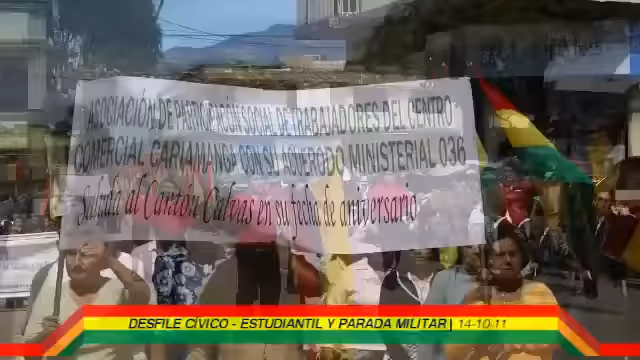 ASOCIACIÓN DE PARTICIPACIÓN SOCIAL DE TRABAJADORES DEL CENTRO
COMERCIAL CARIAMANGA CON SU ACUERDO MINISTERIAL 036
Saluda al Cantón Calvas en su fecha de aniversario
DESFILE CÍVICO - ESTUDIANTIL Y PARADA MILITAR | 14-10-11